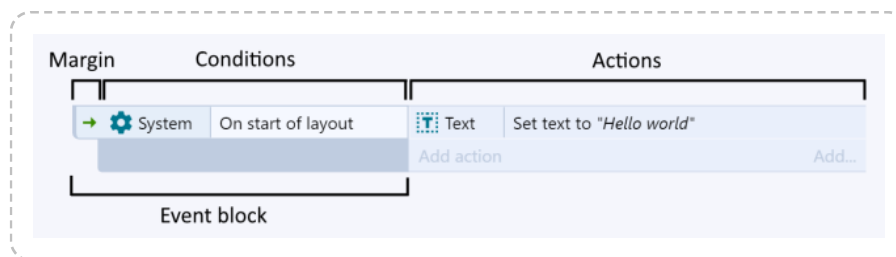 Margin Conditions Actions
System On start of layout Text Set text to "Hello world"
Add action Add...
Event block